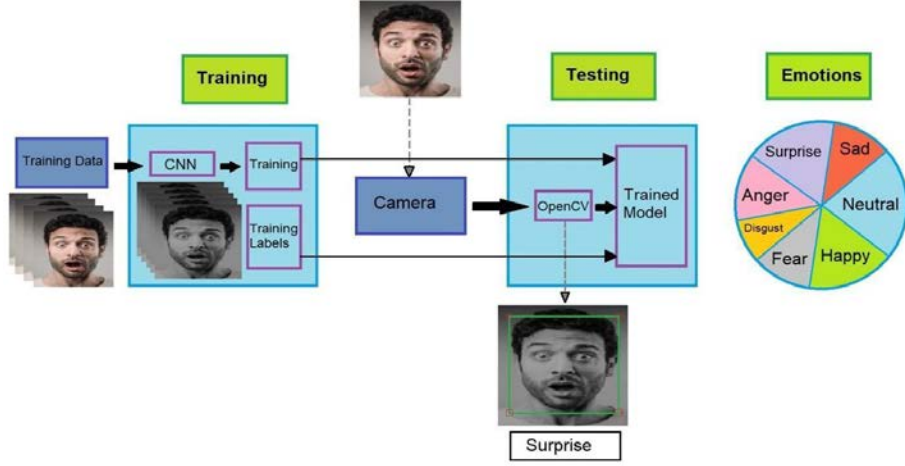 Training
Testing
Emotions
Training Data
CNN
Training
Training
Labels
Camera
OpenCV
Trained
Model
Surprise
Sad
Anger
Neutral
Disgust
Fear
Happy
Surprise